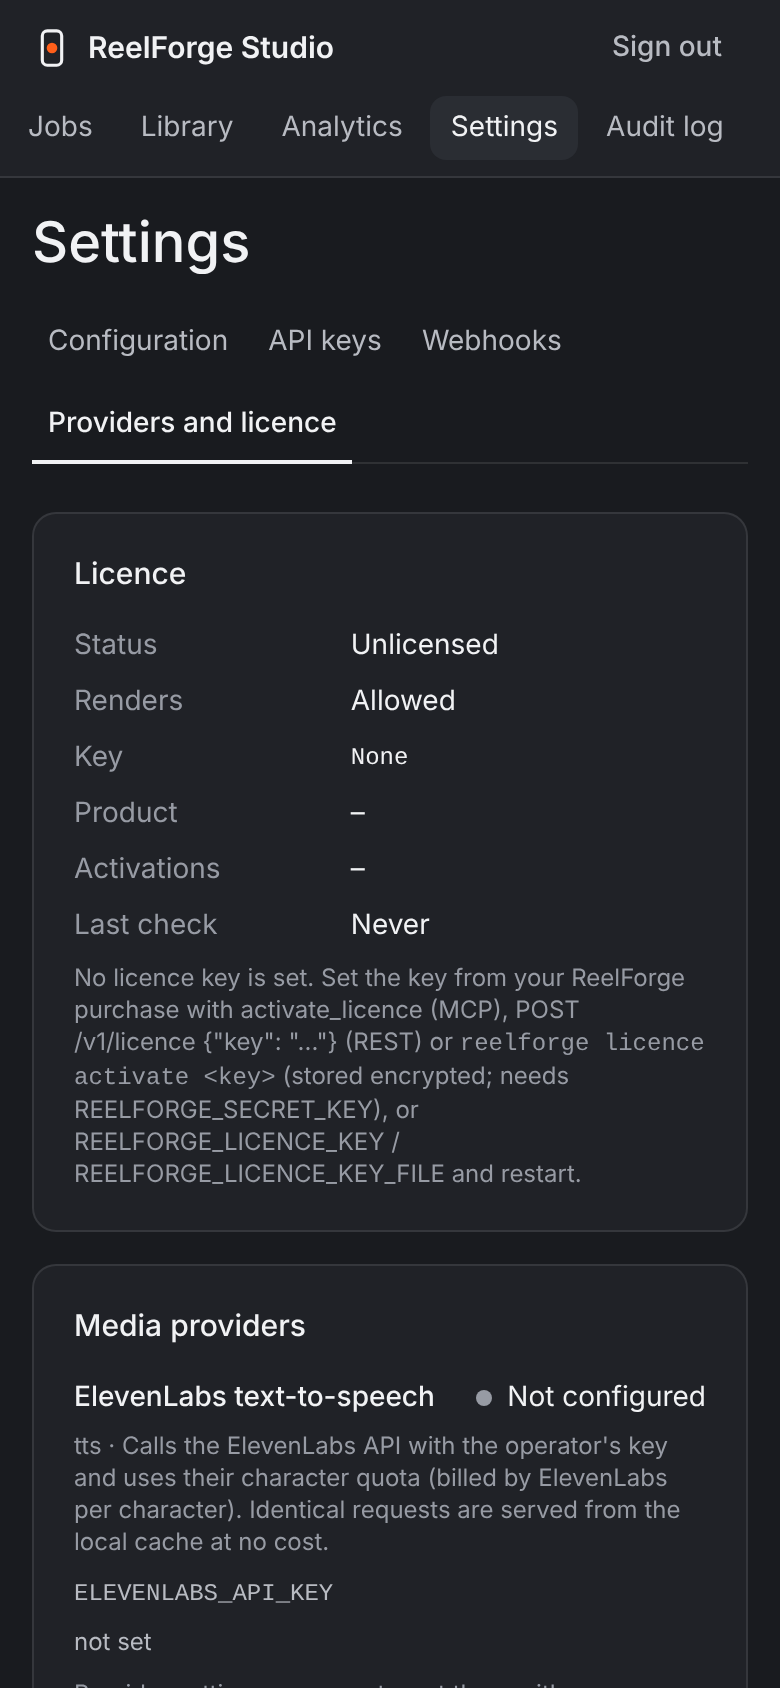 ReelForge Studio
Sign out
Jobs
Library
Analytics
Settings
Audit log
Settings
Configuration
API keys
Webhooks
Providers and licence
Licence
Status Unlicensed
Renders Allowed
Key None
Product –
Activations –
Last check Never
No licence key is set. Set the key from your ReelForge
purchase with activate_licence (MCP), POST
/v1/licence {"key": "..."} (REST) or reelforge licence
activate <key> (stored encrypted; needs
REELFORGE_SECRET_KEY), or
REELFORGE_LICENCE_KEY /
REELFORGE_LICENCE_KEY_FILE and restart.
Media providers
ElevenLabs text-to-speech
Not configured
tts · Calls the ElevenLabs API with the operator's key
and uses their character quota (billed by ElevenLabs
per character). Identical requests are served from the
local cache at no cost.
ELEVENLABS_API_KEY
not set